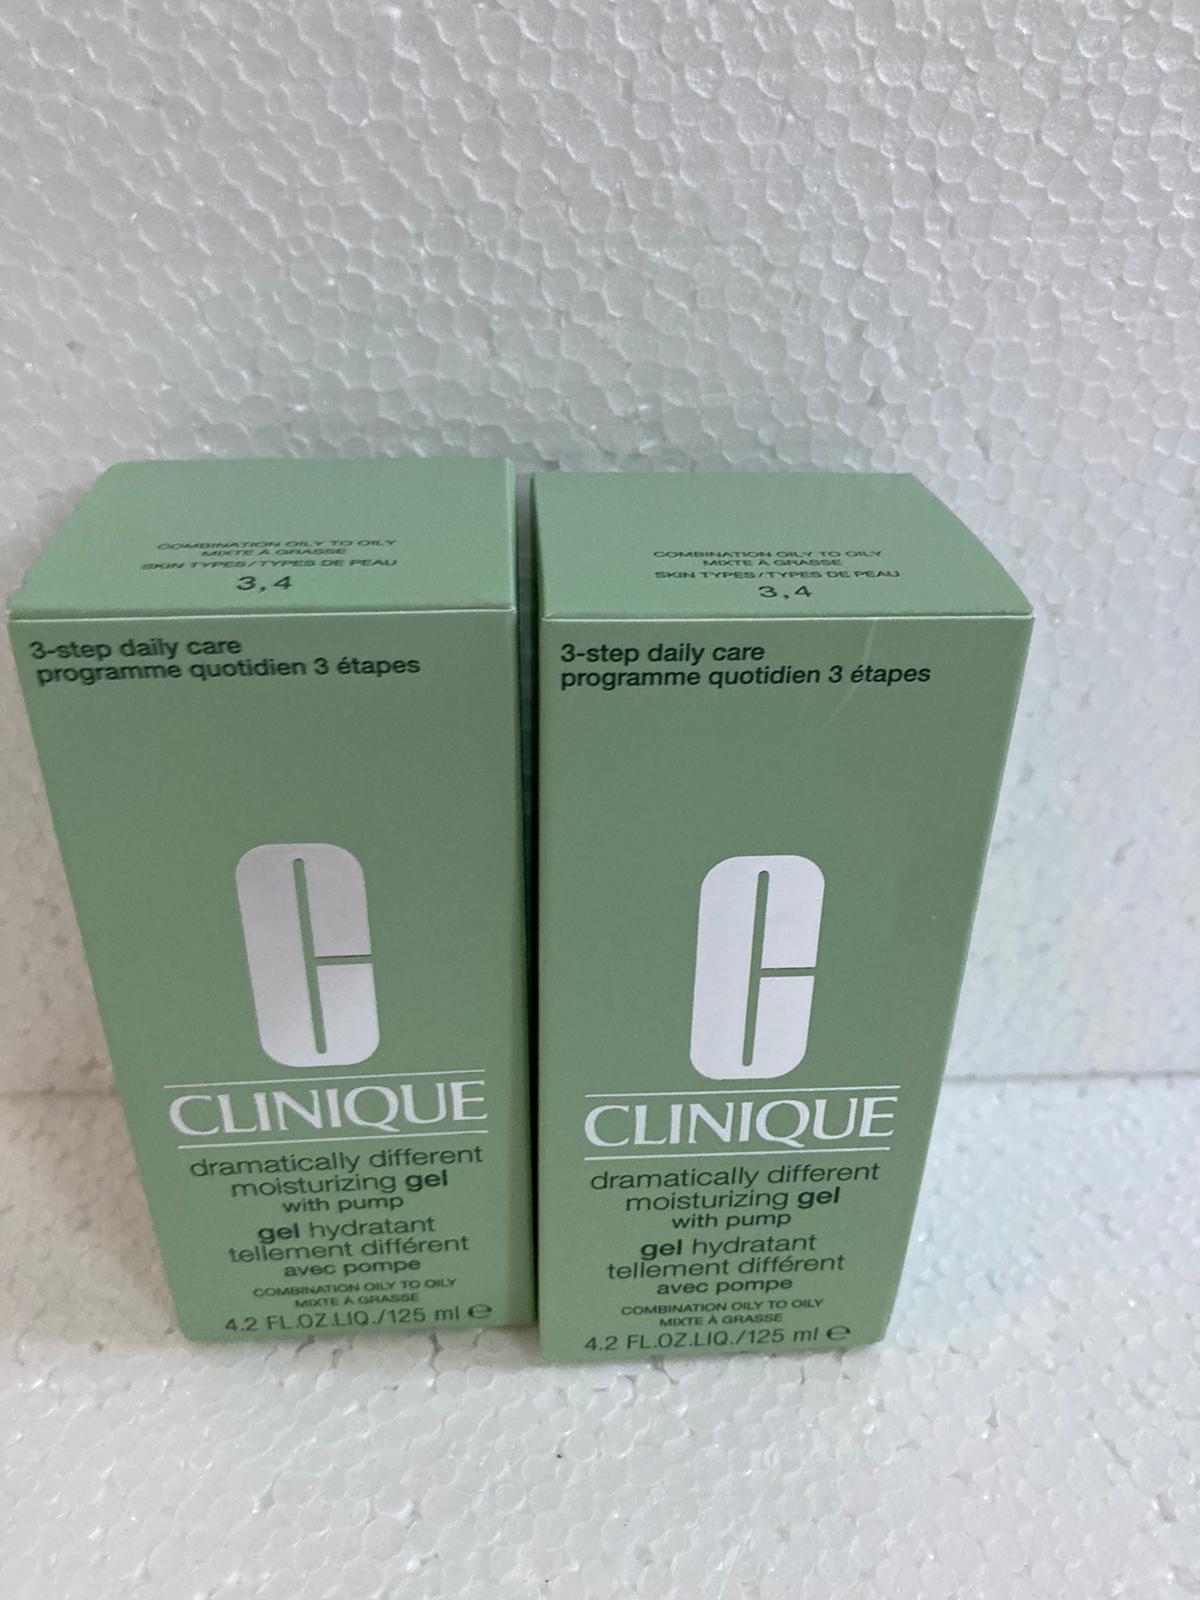 COMBINATION OILY TO OILY
MIXTE À GRASSE
SKIN TYPES/TYPES DE PEAU
3,4
3-step daily care
programme quotidien 3 étapes
C
CLINIQUE
dramatically different
moisturizing gel
with pump
gel hydratant
tellement différent
avec pompe
COMBINATION OILY TO OILY
MIXTE À GRASSE
4.2 FL.OZ.LIQ./125 ml ℮
COMBINATION OILY TO OILY
MIXTE À GRASSE
SKIN TYPES/TYPES DE PEAU
3,4
3-step daily care
programme quotidien 3 étapes
C
CLINIQUE
dramatically different
moisturizing gel
with pump
gel hydratant
tellement différent
avec pompe
COMBINATION OILY TO OILY
MIXTE À GRASSE
4.2 FL.OZ.LIQ./125 ml ℮